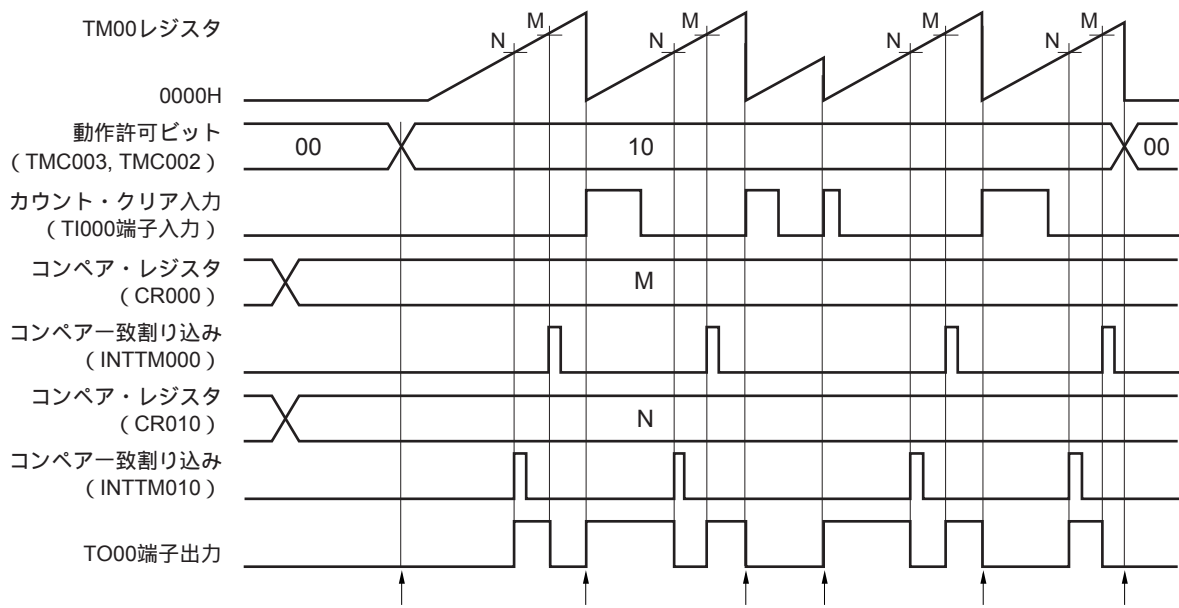 TM00レジスタ
N M N M N M N M
0000H
動作許可ビット
（TMC003, TMC002）
00 10 00
カウント・クリア入力
（TI000端子入力）
コンペア・レジスタ
（CR000）
M
コンペア一致割り込み
（INTTM000）
コンペア・レジスタ
（CR010）
N
コンペア一致割り込み
（INTTM010）
TO00端子出力